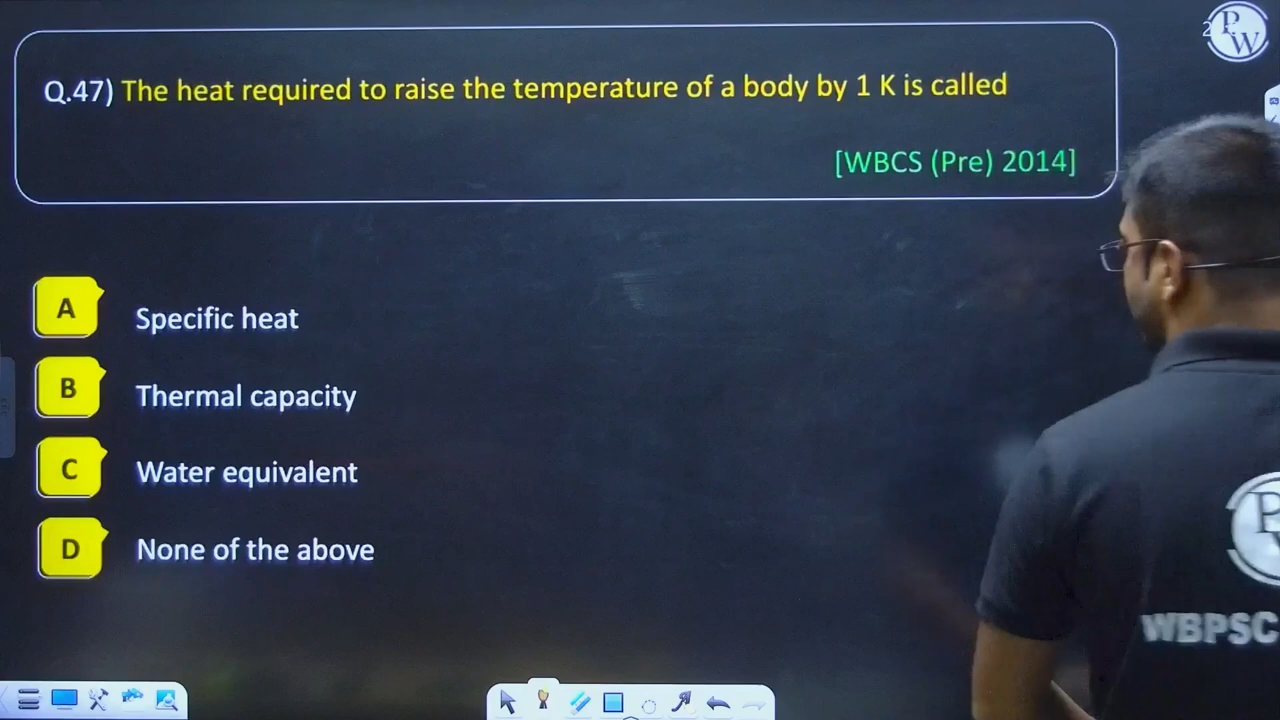 Q.47) The heat required to raise the temperature of a body by 1 K is called
[WBCS (Pre) 2014]
A Specific heat
B Thermal capacity
C Water equivalent
D None of the above
PW
P
WBPSC